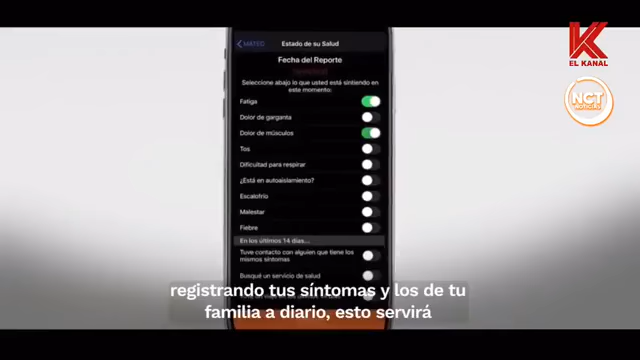 MATEO
Estado de su Salud
Fecha del Reporte
Seleccione abajo lo que usted está sintiendo en
este momento:
Fatiga
Dolor de garganta
Dolor de músculos
Tos
Dificultad para respirar
¿Está en autoaislamiento?
Escalofrío
Malestar
Fiebre
En los últimos 14 días...
Tuve contacto con alguien que tiene los
mismos síntomas
Busqué un servicio de salud
registrando tus síntomas y los de tu
familia a diario, esto servirá
K
EL KANAL
NCT
NOTICIAS